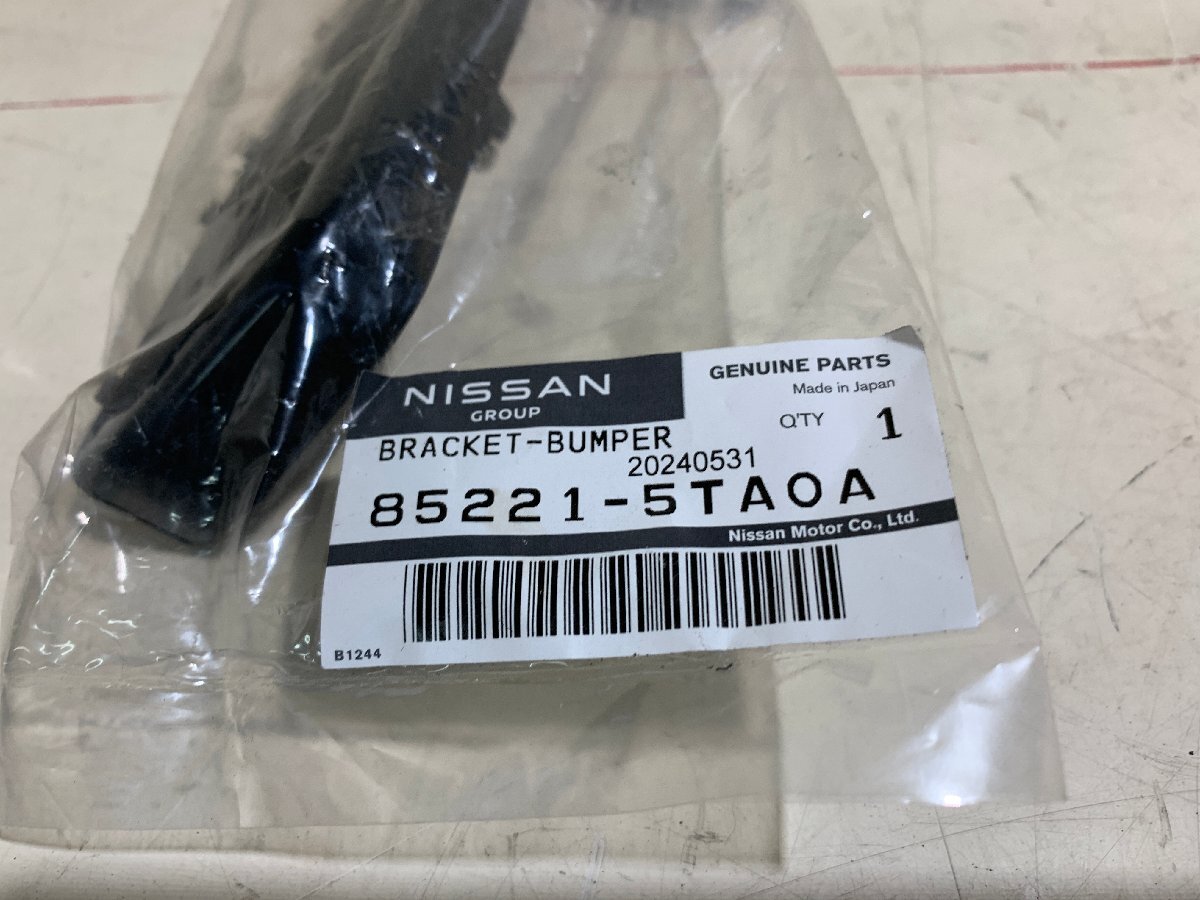 NISSAN
GROUP
GENUINE PARTS
Made in Japan
BRACKET-BUMPER
Q'TY 1
20240531
85221-5TA0A
Nissan Motor Co., Ltd.
B1244